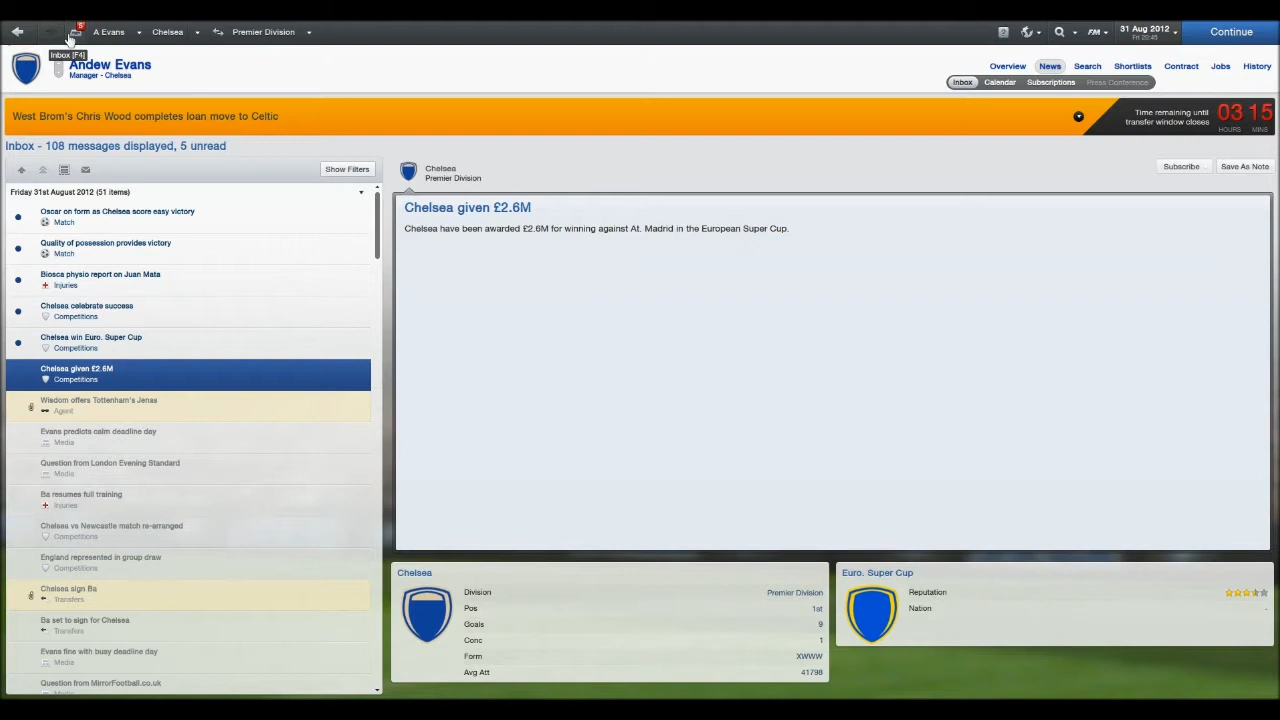 5
A Evans
Chelsea
Premier Division
FM
31 Aug 2012
Fri 20:45
Continue
Inbox [F4]
Andew Evans
Manager - Chelsea
Overview
News
Search
Shortlists
Contract
Jobs
History
Inbox
Calendar
Subscriptions
Press Conference
West Brom's Chris Wood completes loan move to Celtic
Time remaining until
transfer window closes
03 15
HOURS MINS
Inbox - 108 messages displayed, 5 unread
Show Filters
Chelsea
Premier Division
Subscribe
Save As Note
Friday 31st August 2012 (51 items)
Oscar on form as Chelsea score easy victory
Match
Quality of possession provides victory
Match
Biosca physio report on Juan Mata
Injuries
Chelsea celebrate success
Competitions
Chelsea win Euro. Super Cup
Competitions
Chelsea given £2.6M
Competitions
Wisdom offers Tottenham's Jenas
Agent
Evans predicts calm deadline day
Media
Question from London Evening Standard
Media
Ba resumes full training
Injuries
Chelsea vs Newcastle match re-arranged
Competitions
England represented in group draw
Competitions
Chelsea sign Ba
Transfers
Ba set to sign for Chelsea
Transfers
Evans fine with busy deadline day
Media
Question from MirrorFootball.co.uk
Chelsea given £2.6M
Chelsea have been awarded £2.6M for winning against At. Madrid in the European Super Cup.
Chelsea
Division Premier Division
Pos 1st
Goals 9
Conc 1
Form XWWW
Avg Att 41798
Euro. Super Cup
Reputation
Nation -